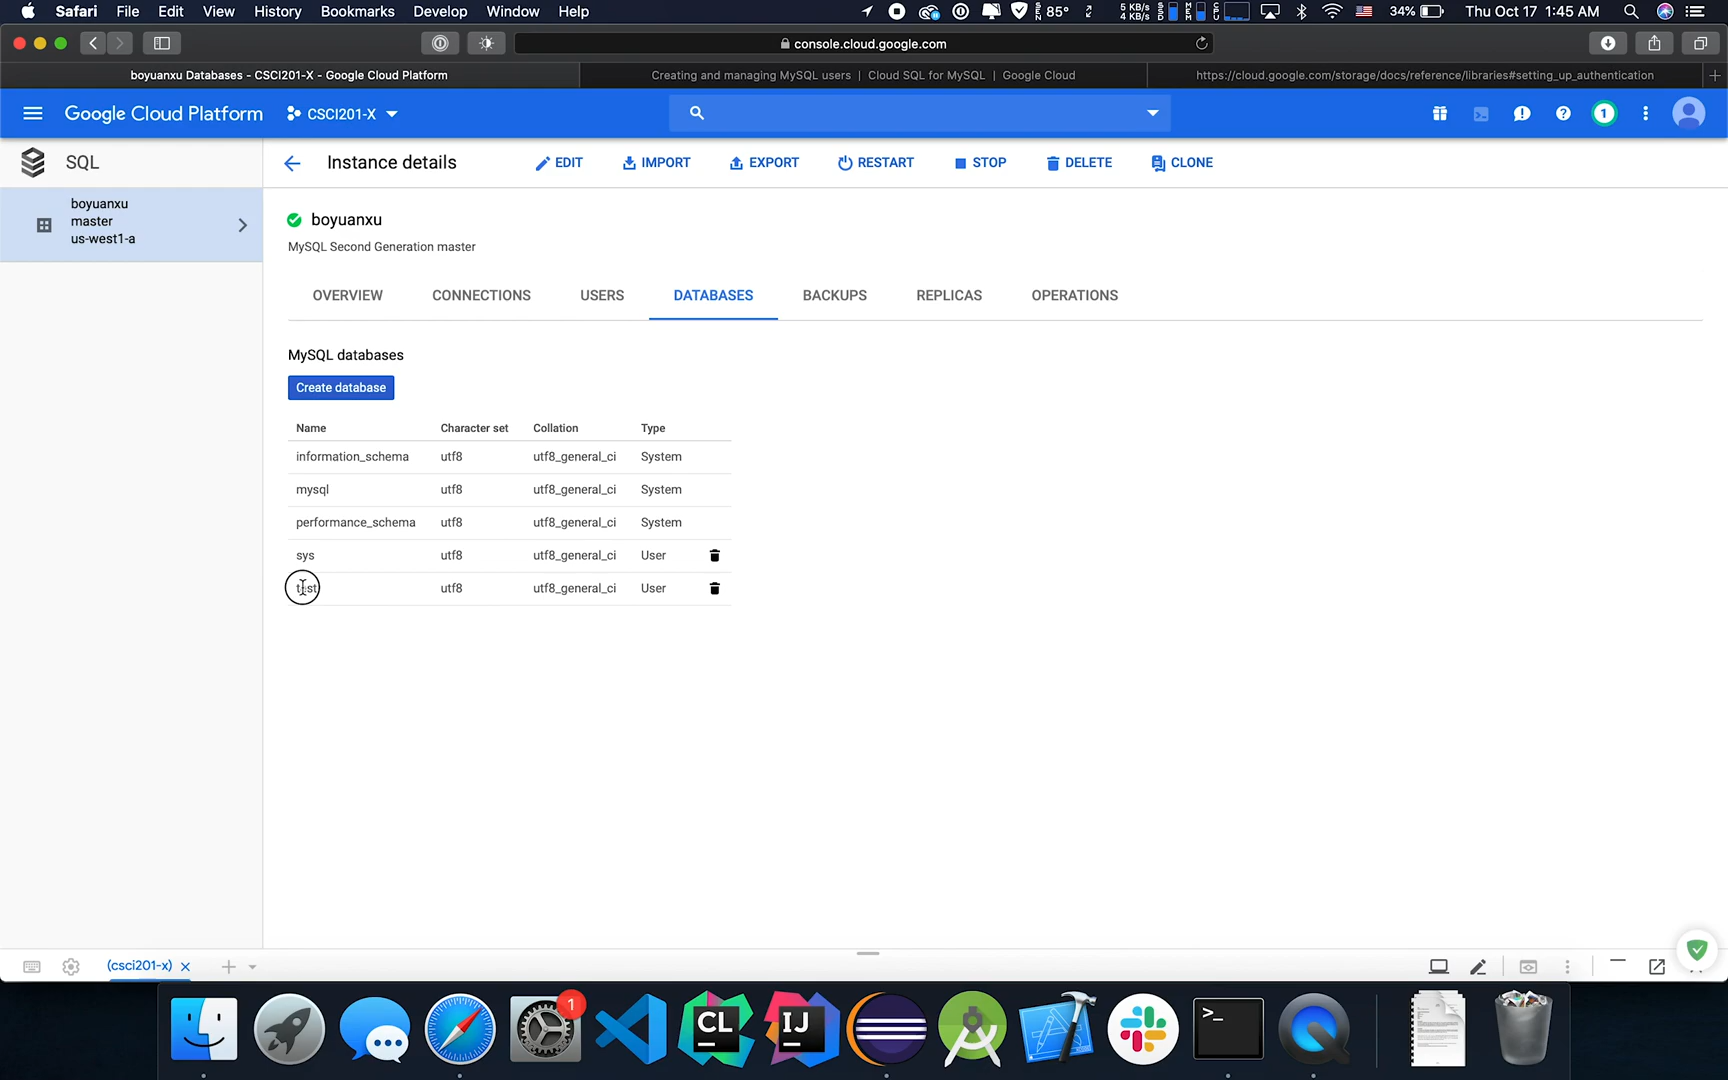 Safari File Edit View History Bookmarks Develop Window Help 85° 5 KB/s 4 KB/s 34% Thu Oct 17 1:45 AM
console.cloud.google.com
boyuanxu Databases - CSCI201-X - Google Cloud Platform
Creating and managing MySQL users | Cloud SQL for MySQL | Google Cloud
https://cloud.google.com/storage/docs/reference/libraries#setting_up_authentication
Google Cloud Platform CSCI201-X 1
SQL
Instance details EDIT IMPORT EXPORT RESTART STOP DELETE CLONE
boyuanxu
master
us-west1-a
boyuanxu
MySQL Second Generation master
OVERVIEW CONNECTIONS USERS DATABASES BACKUPS REPLICAS OPERATIONS
MySQL databases
Create database
Name Character set Collation Type
information_schema utf8 utf8_general_ci System
mysql utf8 utf8_general_ci System
performance_schema utf8 utf8_general_ci System
sys utf8 utf8_general_ci User
test utf8 utf8_general_ci User
(csci201-x)
1
CL
IJ
>_